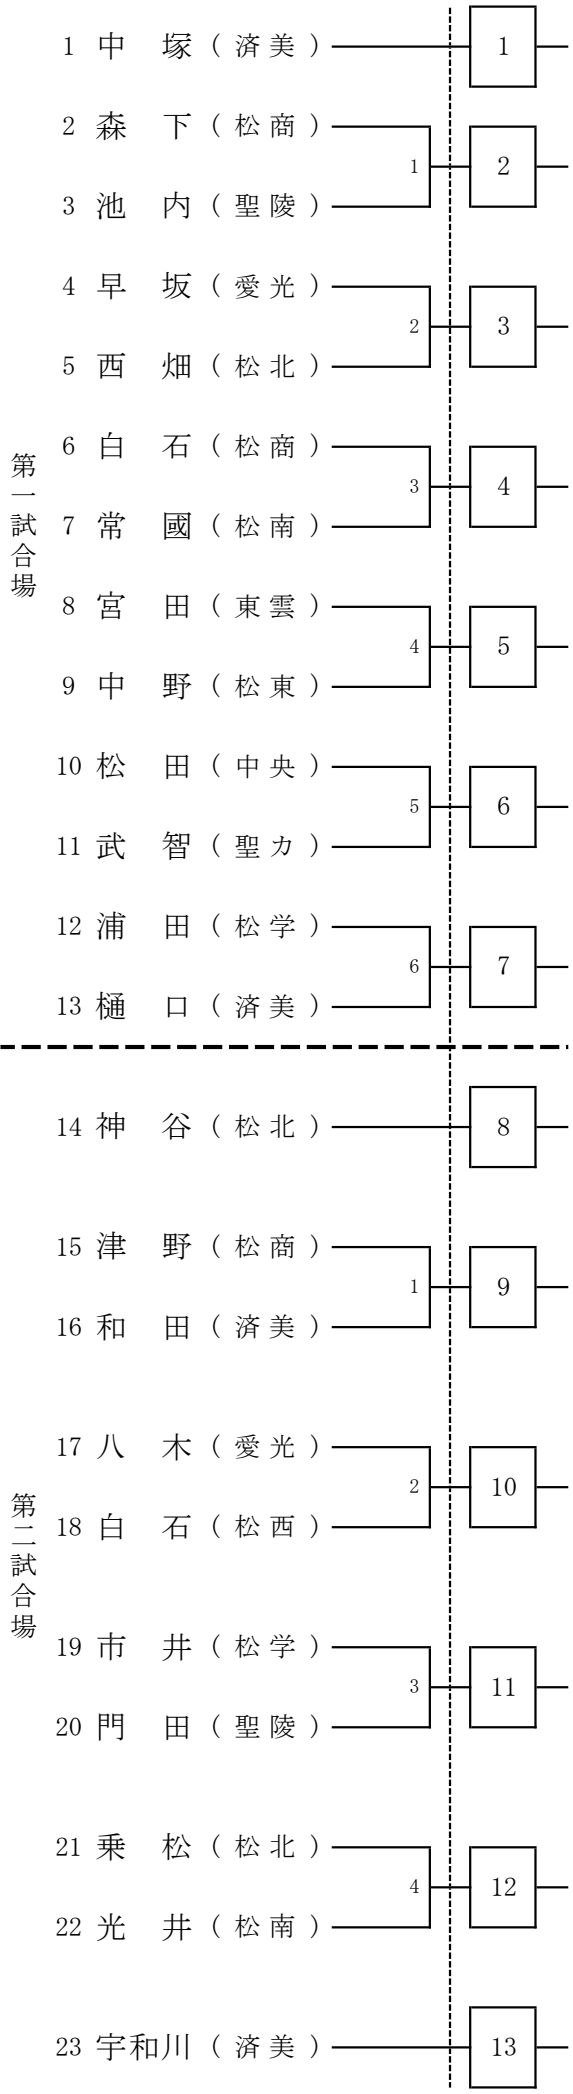 1 中 塚 ( 済 美 ) 1
2 森 下 ( 松 商 )
1 2
3 池 内 ( 聖 陵 )
4 早 坂 ( 愛 光 )
2 3
5 西 畑 ( 松 北 )
第一試合場
6 白 石 ( 松 商 )
3 4
7 常 國 ( 松 南 )
8 宮 田 ( 東 雲 )
4 5
9 中 野 ( 松 東 )
10 松 田 ( 中 央 )
5 6
11 武 智 ( 聖 カ )
12 浦 田 ( 松 学 )
6 7
13 樋 口 ( 済 美 )
14 神 谷 ( 松 北 ) 8
15 津 野 ( 松 商 )
1 9
16 和 田 ( 済 美 )
17 八 木 ( 愛 光 )
2 10
18 白 石 ( 松 西 )
第二試合場
19 市 井 ( 松 学 )
3 11
20 門 田 ( 聖 陵 )
21 乗 松 ( 松 北 )
4 12
22 光 井 ( 松 南 )
23 宇和川 ( 済 美 ) 13